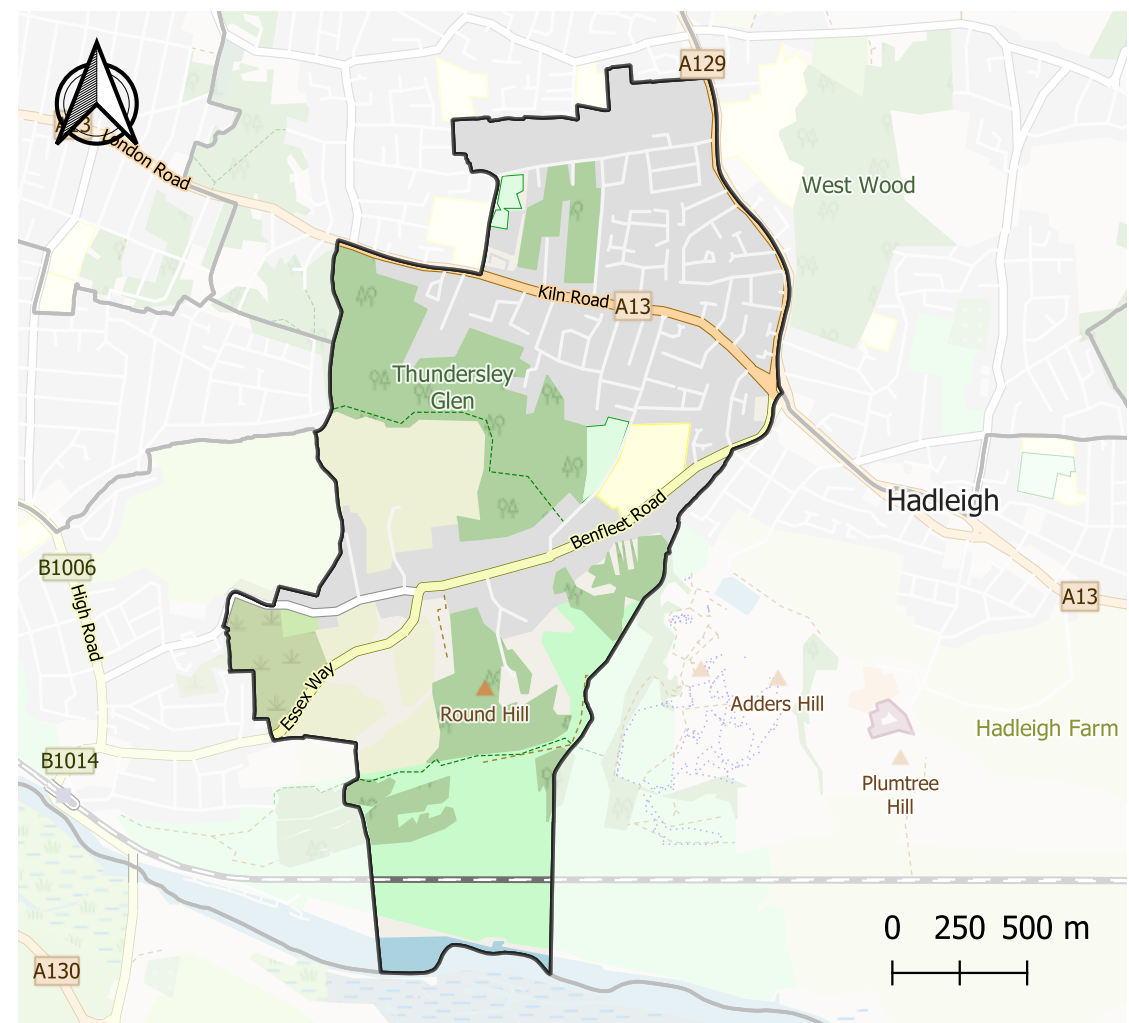 A129
A13
London Road
West Wood
Kiln Road
A13
Thundersley
Glen
Hadleigh
Benfleet Road
B1006
High Road
A13
Essex Way
Round Hill
Adders Hill
Hadleigh Farm
B1014
Plumtree
Hill
0 250 500 m
A130